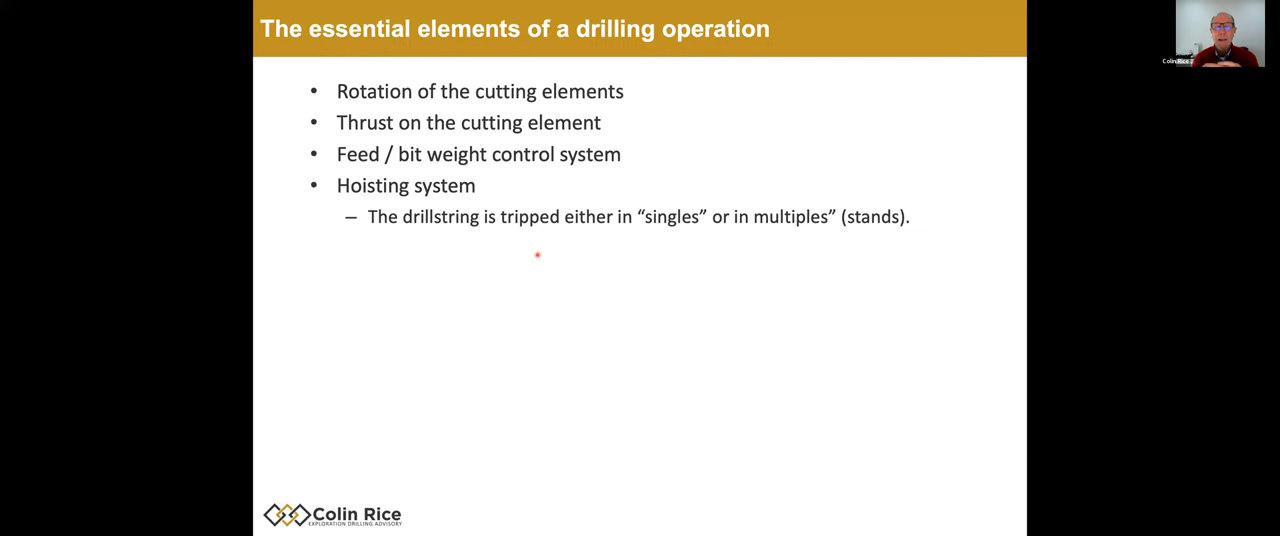 The essential elements of a drilling operation
Colin Rice
• Rotation of the cutting elements
• Thrust on the cutting element
• Feed / bit weight control system
• Hoisting system
– The drillstring is tripped either in “singles” or in multiples” (stands).
Colin Rice
EXPLORATION DRILLING ADVISORY